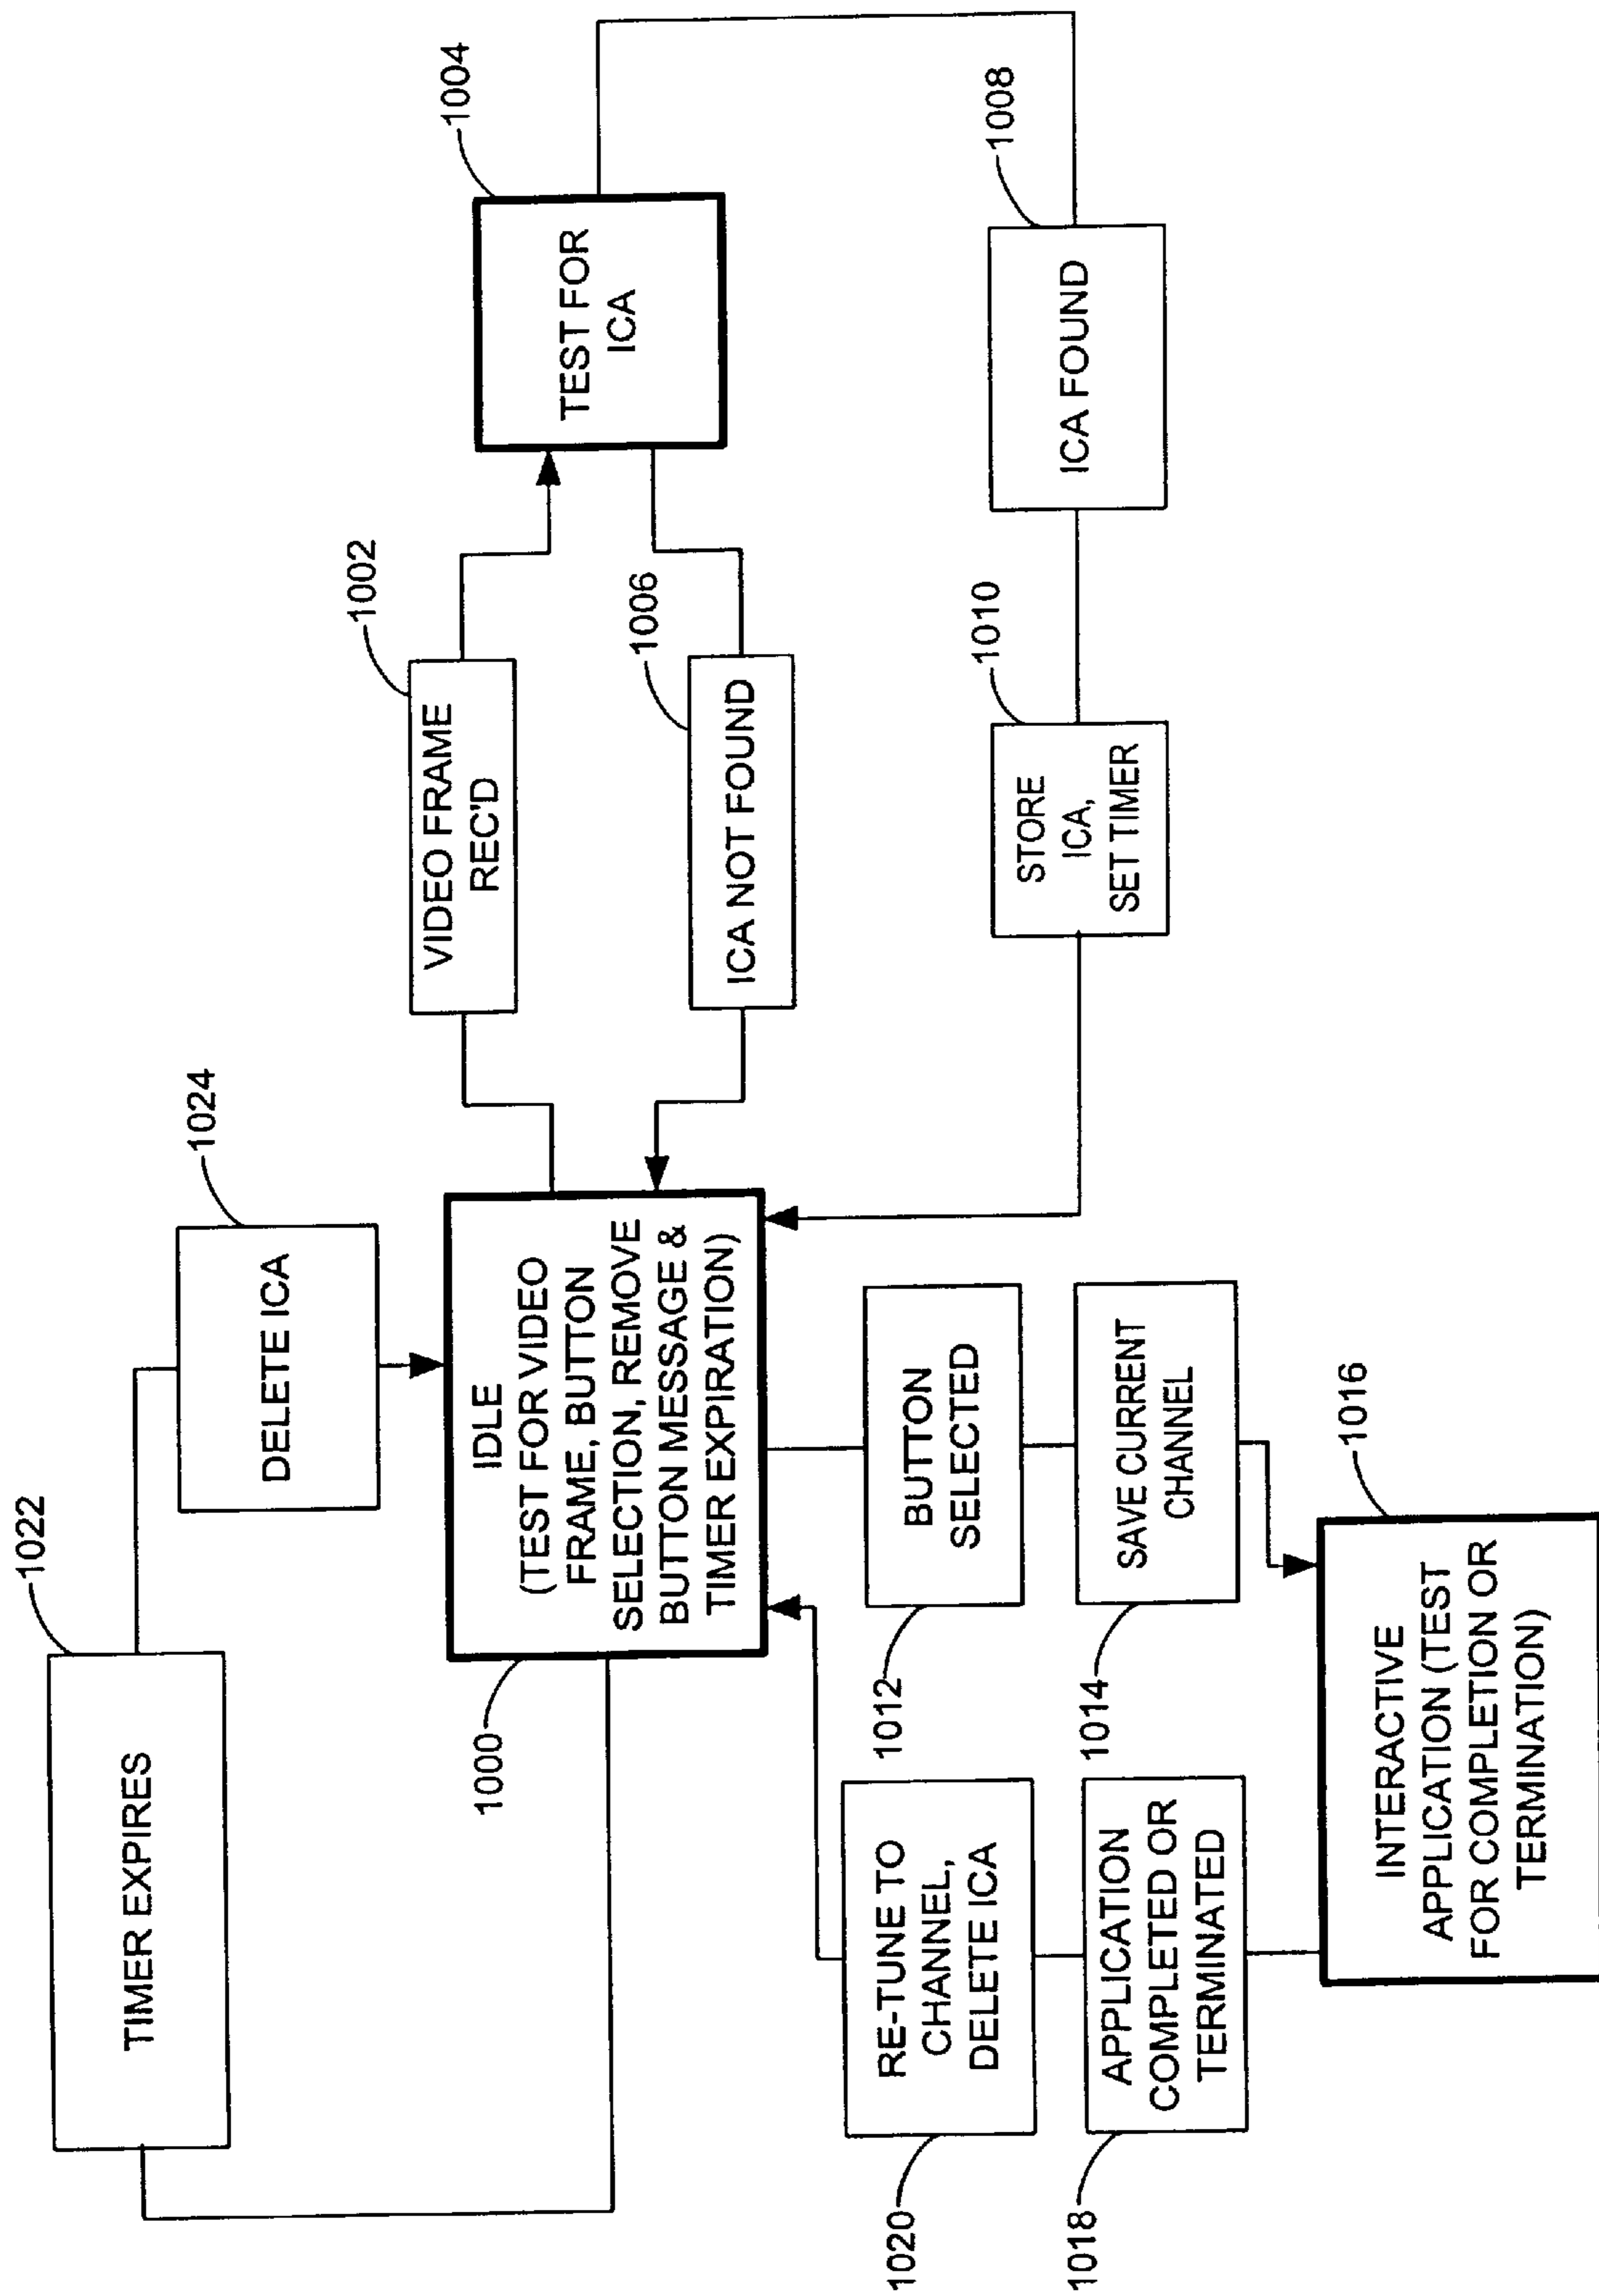 1022
TIMER EXPIRES
1024
DELETE ICA
1000
IDLE
(TEST FOR VIDEO
FRAME, BUTTON
SELECTION, REMOVE
BUTTON MESSAGE &
TIMER EXPIRATION)
1002
VIDEO FRAME
REC'D
1004
TEST FOR
ICA
1006
ICA NOT FOUND
1008
ICA FOUND
1010
STORE
ICA,
SET TIMER
1012
BUTTON
SELECTED
1014
SAVE CURRENT
CHANNEL
1016
INTERACTIVE
APPLICATION (TEST
FOR COMPLETION OR
TERMINATION)
1018
APPLICATION
COMPLETED OR
TERMINATED
1020
RE-TUNE TO
CHANNEL,
DELETE ICA